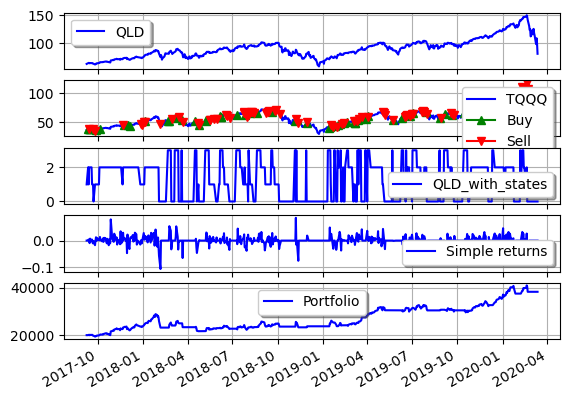 150
QLD
100
100
TQQQ
Buy
50
Sell
2
QLD_with_states
0
0.0
Simple returns
−0.1
40000
Portfolio
20000
2017-10 2018-01 2018-04 2018-07 2018-10 2019-01 2019-04 2019-07 2019-10 2020-01 2020-04